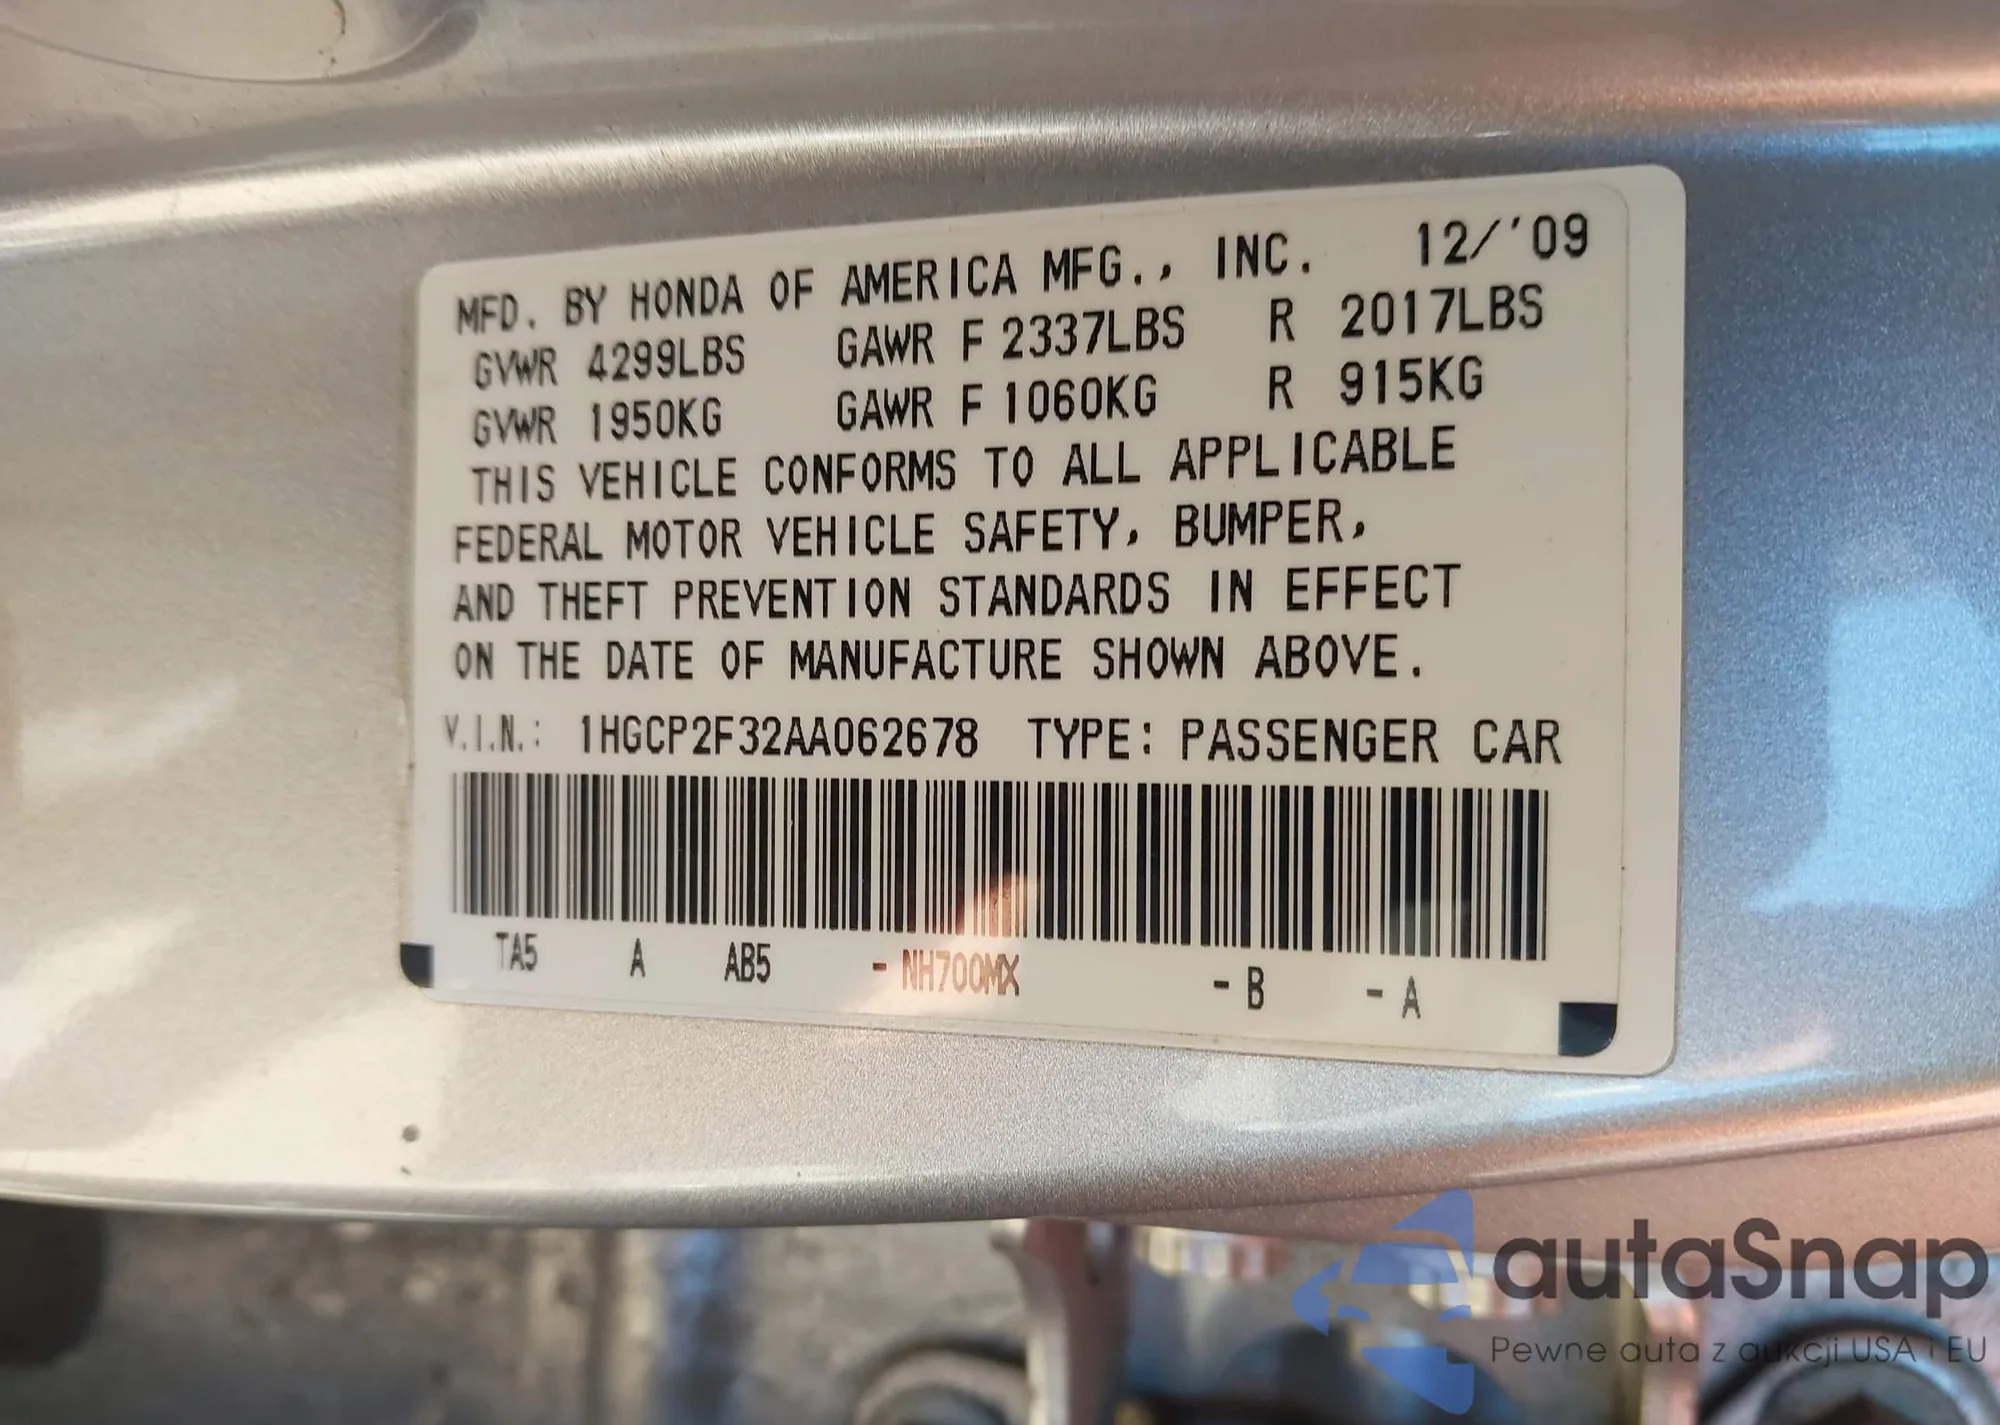 MFD. BY HONDA OF AMERICA MFG., INC. 12/'09
GVWR 4299LBS GAWR F 2337LBS R 2017LBS
GVWR 1950KG GAWR F 1060KG R 915KG
THIS VEHICLE CONFORMS TO ALL APPLICABLE
FEDERAL MOTOR VEHICLE SAFETY, BUMPER,
AND THEFT PREVENTION STANDARDS IN EFFECT
ON THE DATE OF MANUFACTURE SHOWN ABOVE.
V.I.N.: 1HGCP2F32AA062678 TYPE: PASSENGER CAR
TA5 A AB5 - NH700MX - B - A
autaSnap
Pewne auta z aukcji USA i EU